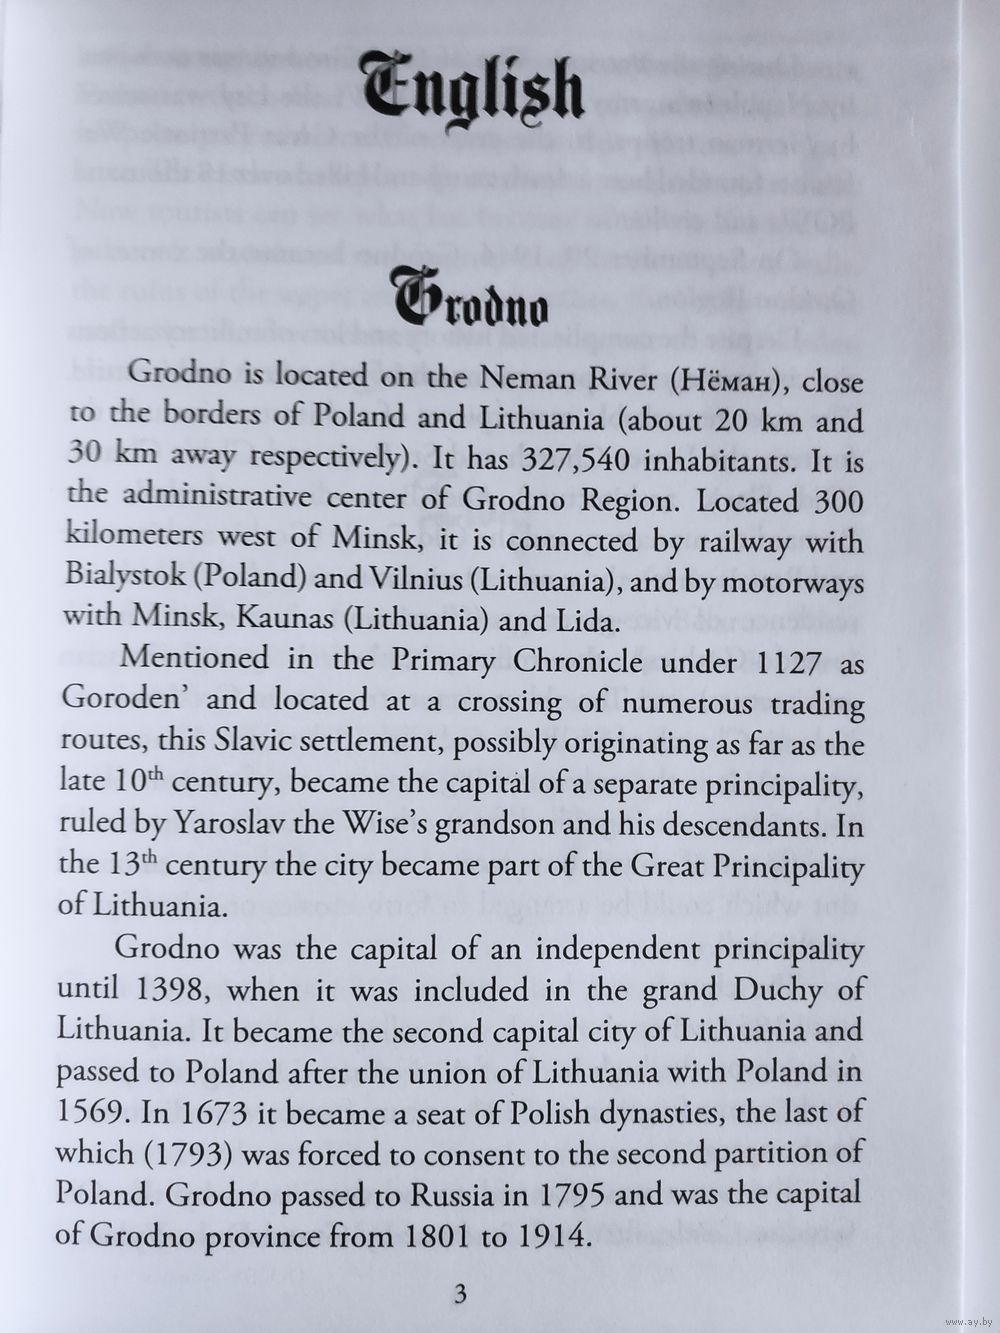 English
Grodno
Grodno is located on the Neman River (Нёман), close
to the borders of Poland and Lithuania (about 20 km and
30 km away respectively). It has 327,540 inhabitants. It is
the administrative center of Grodno Region. Located 300
kilometers west of Minsk, it is connected by railway with
Bialystok (Poland) and Vilnius (Lithuania), and by motorways
with Minsk, Kaunas (Lithuania) and Lida.
Mentioned in the Primary Chronicle under 1127 as
Goroden’ and located at a crossing of numerous trading
routes, this Slavic settlement, possibly originating as far as the
late 10th century, became the capital of a separate principality,
ruled by Yaroslav the Wise’s grandson and his descendants. In
the 13th century the city became part of the Great Principality
of Lithuania.
Grodno was the capital of an independent principality
until 1398, when it was included in the grand Duchy of
Lithuania. It became the second capital city of Lithuania and
passed to Poland after the union of Lithuania with Poland in
1569. In 1673 it became a seat of Polish dynasties, the last of
which (1793) was forced to consent to the second partition of
Poland. Grodno passed to Russia in 1795 and was the capital
of Grodno province from 1801 to 1914.
3
www.ay.by